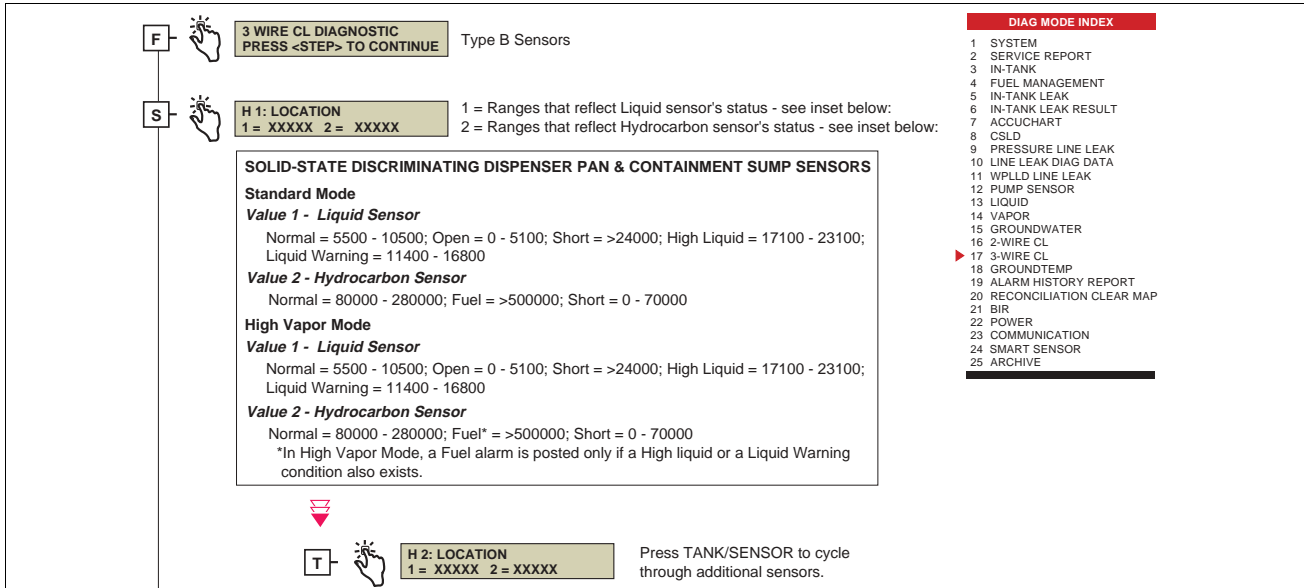 F
3 WIRE CL DIAGNOSTIC
PRESS <STEP> TO CONTINUE
Type B Sensors
S
H 1: LOCATION
1 = XXXXX 2 = XXXXX
1 = Ranges that reflect Liquid sensor's status - see inset below:
2 = Ranges that reflect Hydrocarbon sensor's status - see inset below:
SOLID-STATE DISCRIMINATING DISPENSER PAN & CONTAINMENT SUMP SENSORS
Standard Mode
Value 1 - Liquid Sensor
Normal = 5500 - 10500; Open = 0 - 5100; Short = >24000; High Liquid = 17100 - 23100;
Liquid Warning = 11400 - 16800
Value 2 - Hydrocarbon Sensor
Normal = 80000 - 280000; Fuel = >500000; Short = 0 - 70000
High Vapor Mode
Value 1 - Liquid Sensor
Normal = 5500 - 10500; Open = 0 - 5100; Short = >24000; High Liquid = 17100 - 23100;
Liquid Warning = 11400 - 16800
Value 2 - Hydrocarbon Sensor
Normal = 80000 - 280000; Fuel* = >500000; Short = 0 - 70000
*In High Vapor Mode, a Fuel alarm is posted only if a High liquid or a Liquid Warning
condition also exists.
T
H 2: LOCATION
1 = XXXXX 2 = XXXXX
Press TANK/SENSOR to cycle
through additional sensors.
DIAG MODE INDEX
1 SYSTEM
2 SERVICE REPORT
3 IN-TANK
4 FUEL MANAGEMENT
5 IN-TANK LEAK
6 IN-TANK LEAK RESULT
7 ACCUCHART
8 CSLD
9 PRESSURE LINE LEAK
10 LINE LEAK DIAG DATA
11 WPLLD LINE LEAK
12 PUMP SENSOR
13 LIQUID
14 VAPOR
15 GROUNDWATER
16 2-WIRE CL
17 3-WIRE CL
18 GROUNDTEMP
19 ALARM HISTORY REPORT
20 RECONCILIATION CLEAR MAP
21 BIR
22 POWER
23 COMMUNICATION
24 SMART SENSOR
25 ARCHIVE